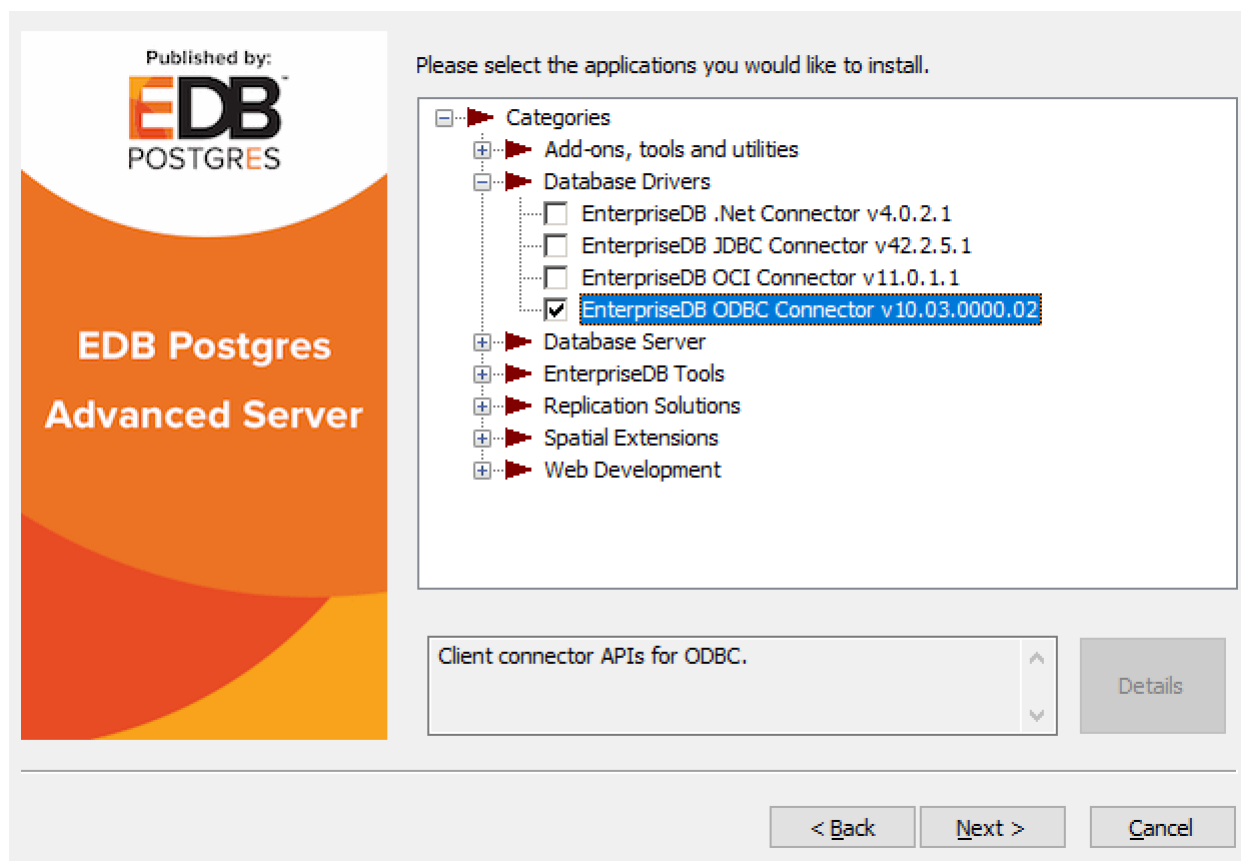 Published by:
EDB™
POSTGRES
EDB Postgres
Advanced Server
Please select the applications you would like to install.
Categories
Add-ons, tools and utilities
Database Drivers
EnterpriseDB .Net Connector v4.0.2.1
EnterpriseDB JDBC Connector v42.2.5.1
EnterpriseDB OCI Connector v11.0.1.1
EnterpriseDB ODBC Connector v10.03.0000.02
Database Server
EnterpriseDB Tools
Replication Solutions
Spatial Extensions
Web Development
Client connector APIs for ODBC.
Details
< Back
Next >
Cancel